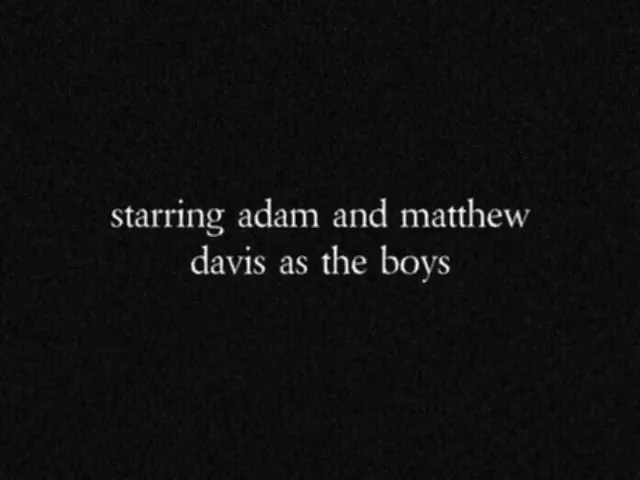 starring adam and matthew
davis as the boys